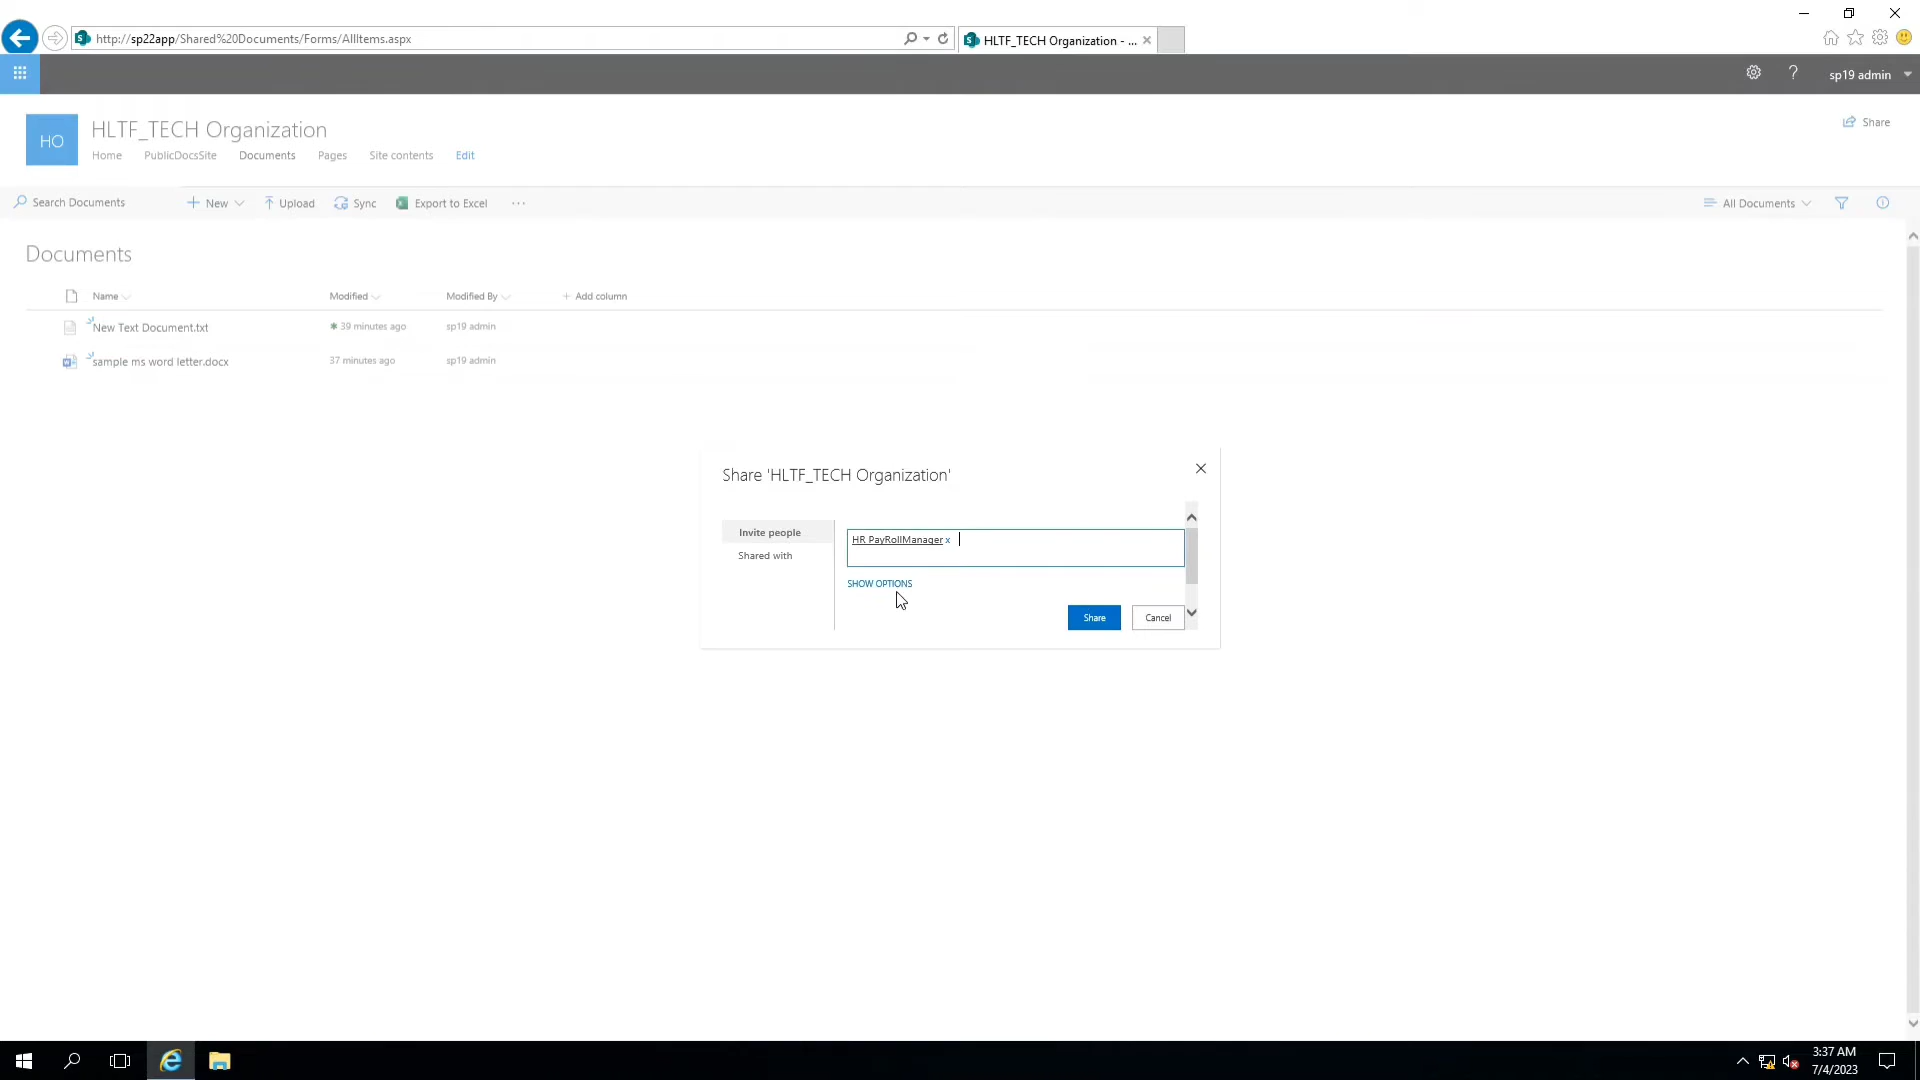 http://sp22app/Shared%20Documents/Forms/AllItems.aspx
HLTF_TECH Organization - ...
sp19 admin
HO
HLTF_TECH Organization
Share
Home PublicDocsSite Documents Pages Site contents Edit
Search Documents New Upload Sync Export to Excel ... All Documents
Documents
Name Modified Modified By + Add column
New Text Document.txt 39 minutes ago sp19 admin
sample ms word letter.docx 37 minutes ago sp19 admin
Share 'HLTF_TECH Organization'
Invite people
Shared with
HR PayRollManager x
SHOW OPTIONS
Share Cancel
3:37 AM
7/4/2023